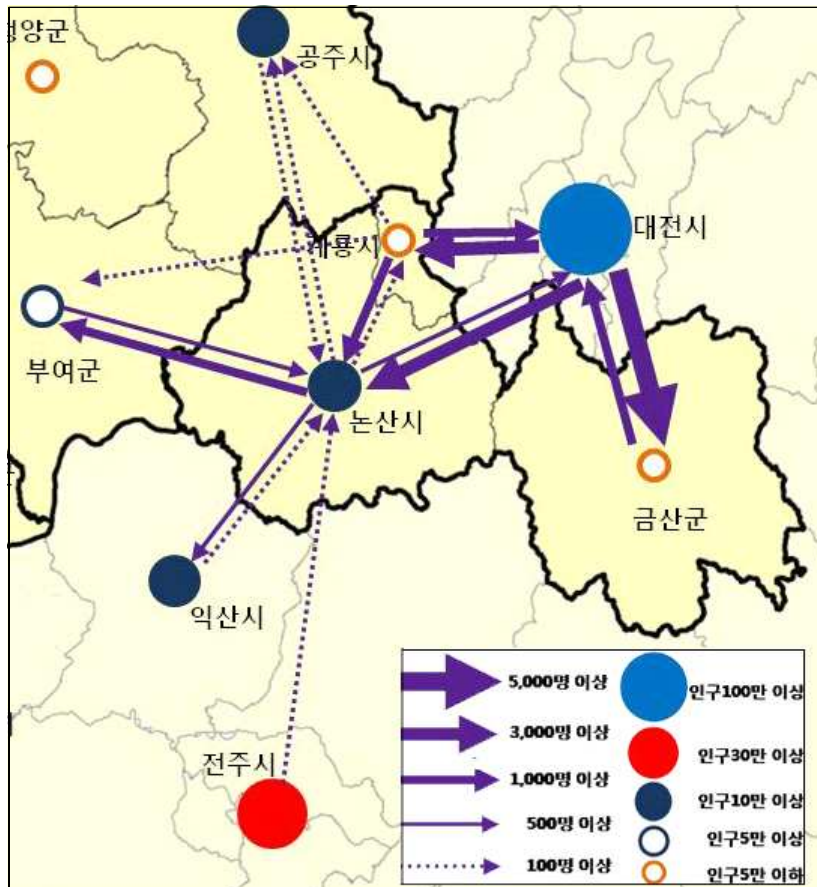 공주시
대전시
계룡시
부여군
논산시
금산군
익산시
전주시
5,000명 이상
인구100만 이상
3,000명 이상
인구30만 이상
1,000명 이상
인구10만 이상
500명 이상
인구5만 이상
100명 이상
인구5만 이하